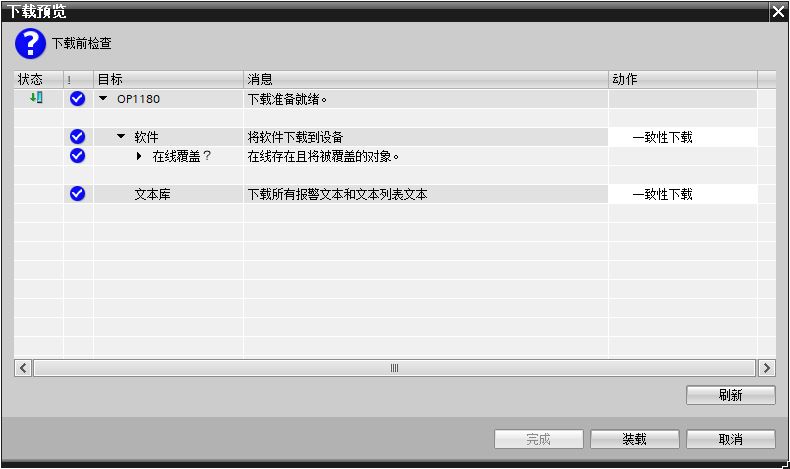 下载预览
下载前检查
状态 ! 目标 消息 动作
OP1180 下载准备就绪。
软件 将软件下载到设备 一致性下载
在线覆盖？ 在线存在且将被覆盖的对象。
文本库 下载所有报警文本和文本列表文本 一致性下载
刷新
完成 装载 取消